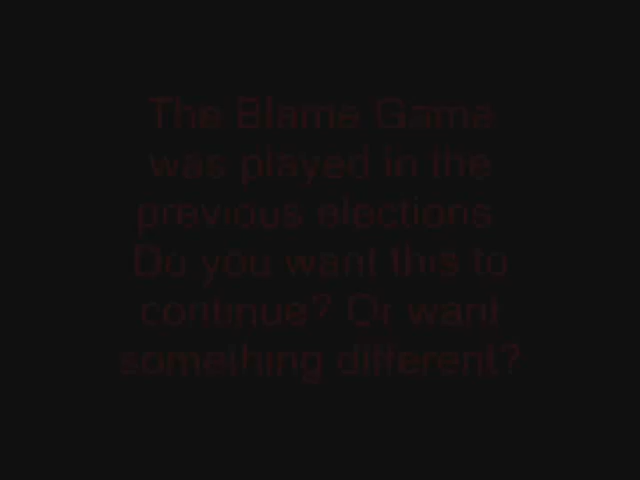 The Blame Game
was played in the
previous elections
Do you want this to
continue? Or want
something different?